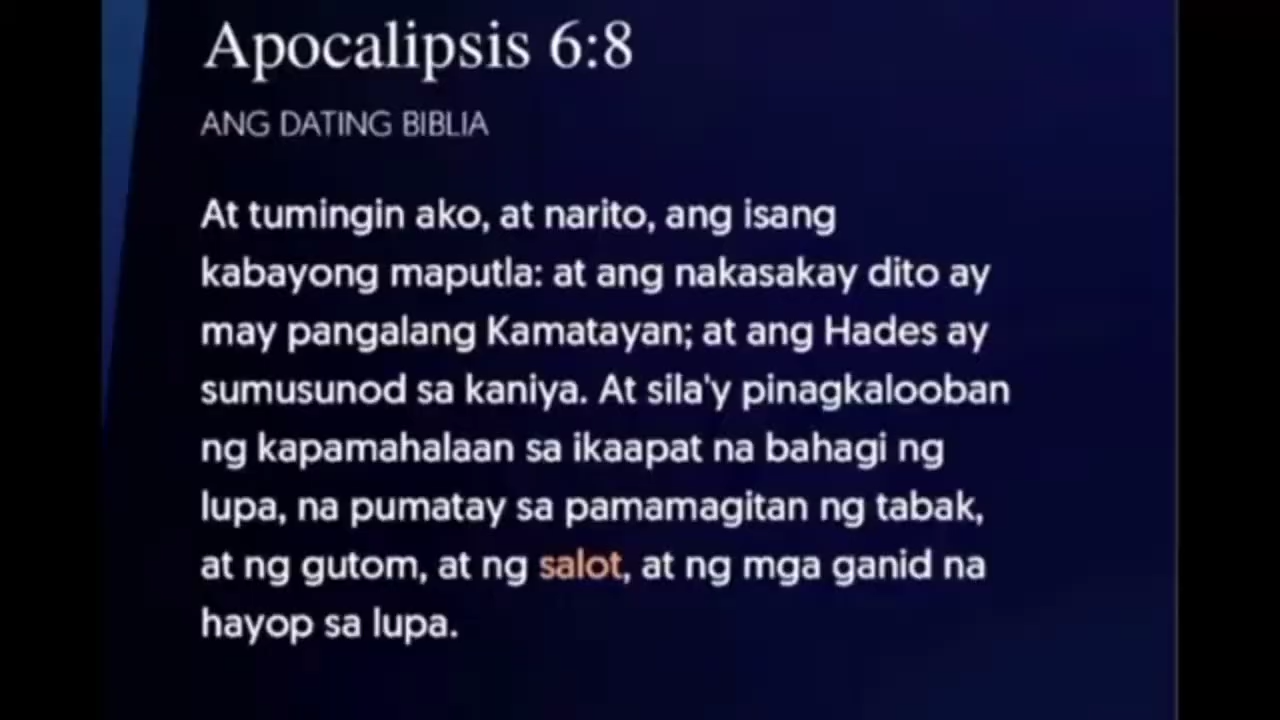 Apocalipsis 6:8
ANG DATING BIBLIA
At tumingin ako, at narito, ang isang
kabayong maputla: at ang nakasakay dito ay
may pangalang Kamatayan; at ang Hades ay
sumusunod sa kaniya. At sila'y pinagkalooban
ng kapamahalaan sa ikaapat na bahagi ng
lupa, na pumatay sa pamamagitan ng tabak,
at ng gutom, at ng salot, at ng mga ganid na
hayop sa lupa.